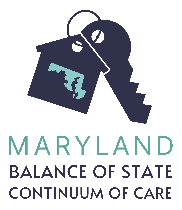 MARYLAND
BALANCE OF STATE
CONTINUUM OF CARE